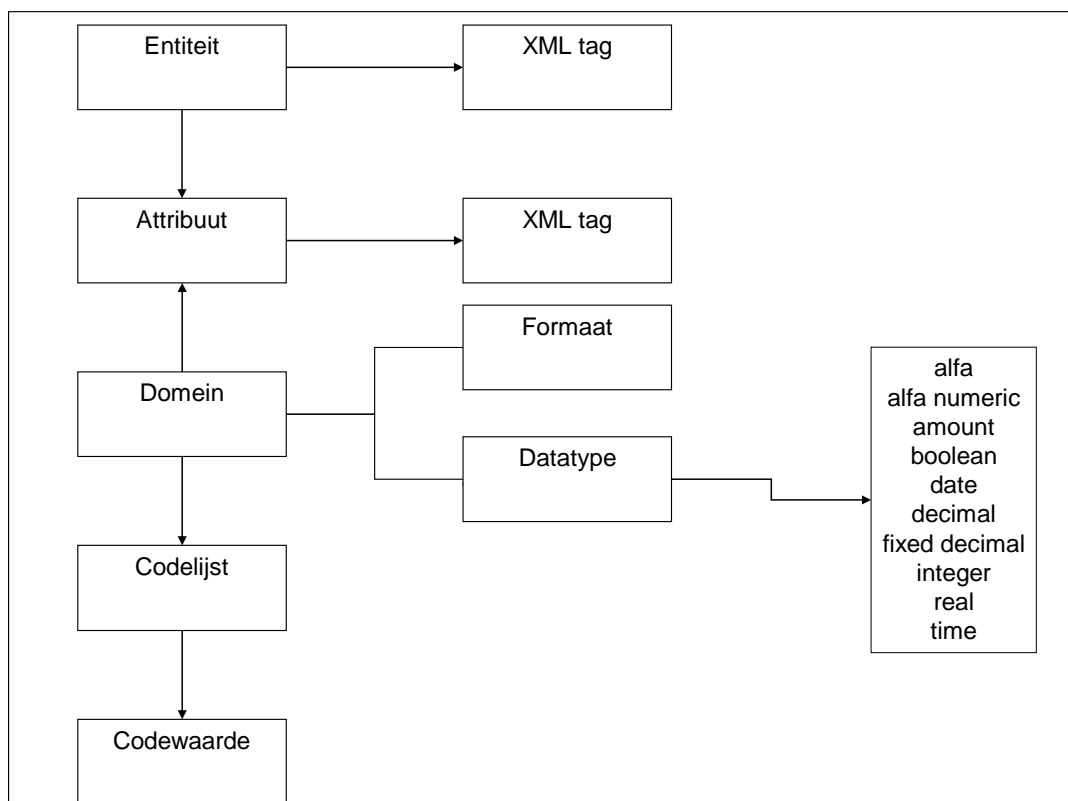 Entiteit
XML tag
Attribuut
XML tag
Formaat
Domein
Datatype
alfa
alfa numeric
amount
boolean
date
decimal
fixed decimal
integer
real
time
Codelijst
Codewaarde